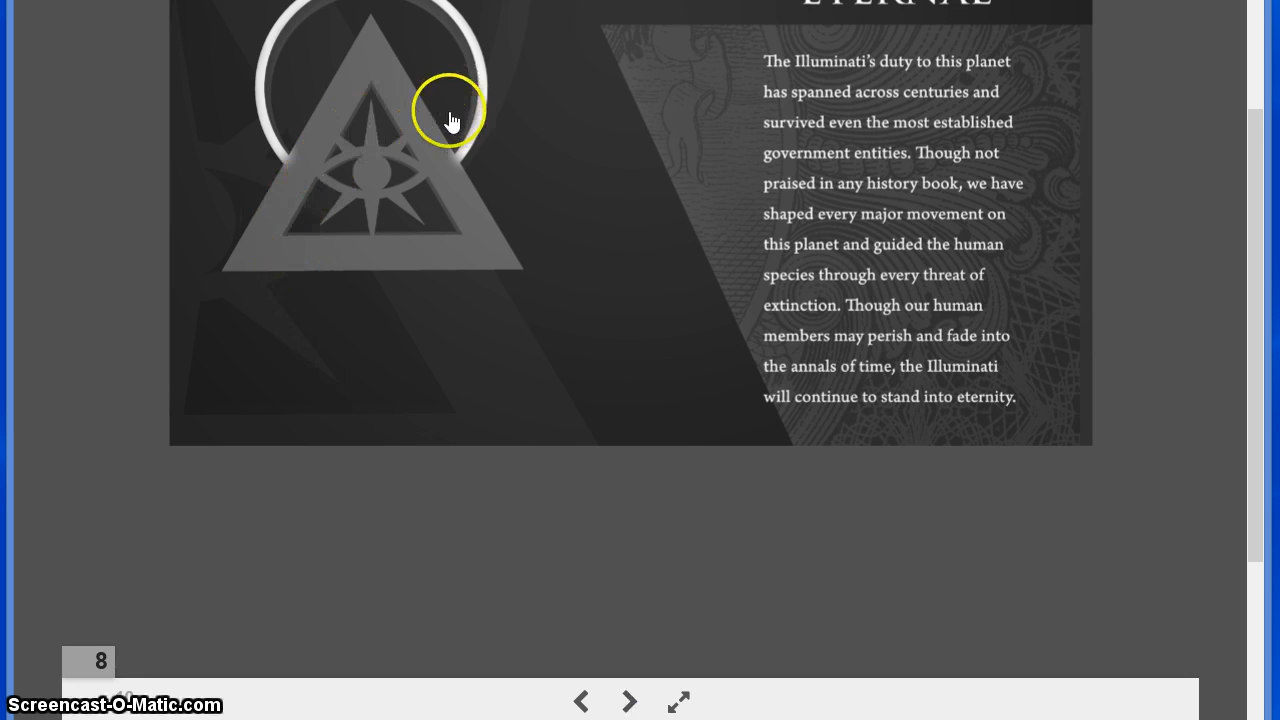 ETERNAL
The Illuminati's duty to this planet
has spanned across centuries and
survived even the most established
government entities. Though not
praised in any history book, we have
shaped every major movement on
this planet and guided the human
species through every threat of
extinction. Though our human
members may perish and fade into
the annals of time, the Illuminati
will continue to stand into eternity.
8
Screencast-O-Matic.com